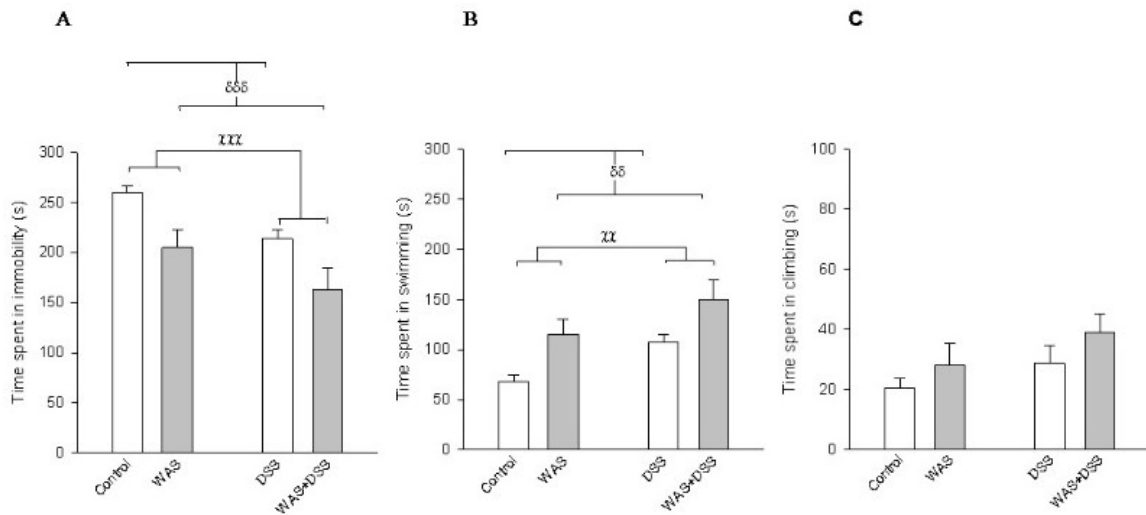 A
δδδ
χχχ
Time spent in immobility (s)
300
250
200
150
100
50
0
Control
WAS
DSS
WAS+DSS
B
δδ
χχ
Time spent in swimming (s)
300
250
200
150
100
50
0
Control
WAS
DSS
WAS+DSS
C
Time spent in climbing (s)
100
80
60
40
20
0
Control
WAS
DSS
WAS+DSS